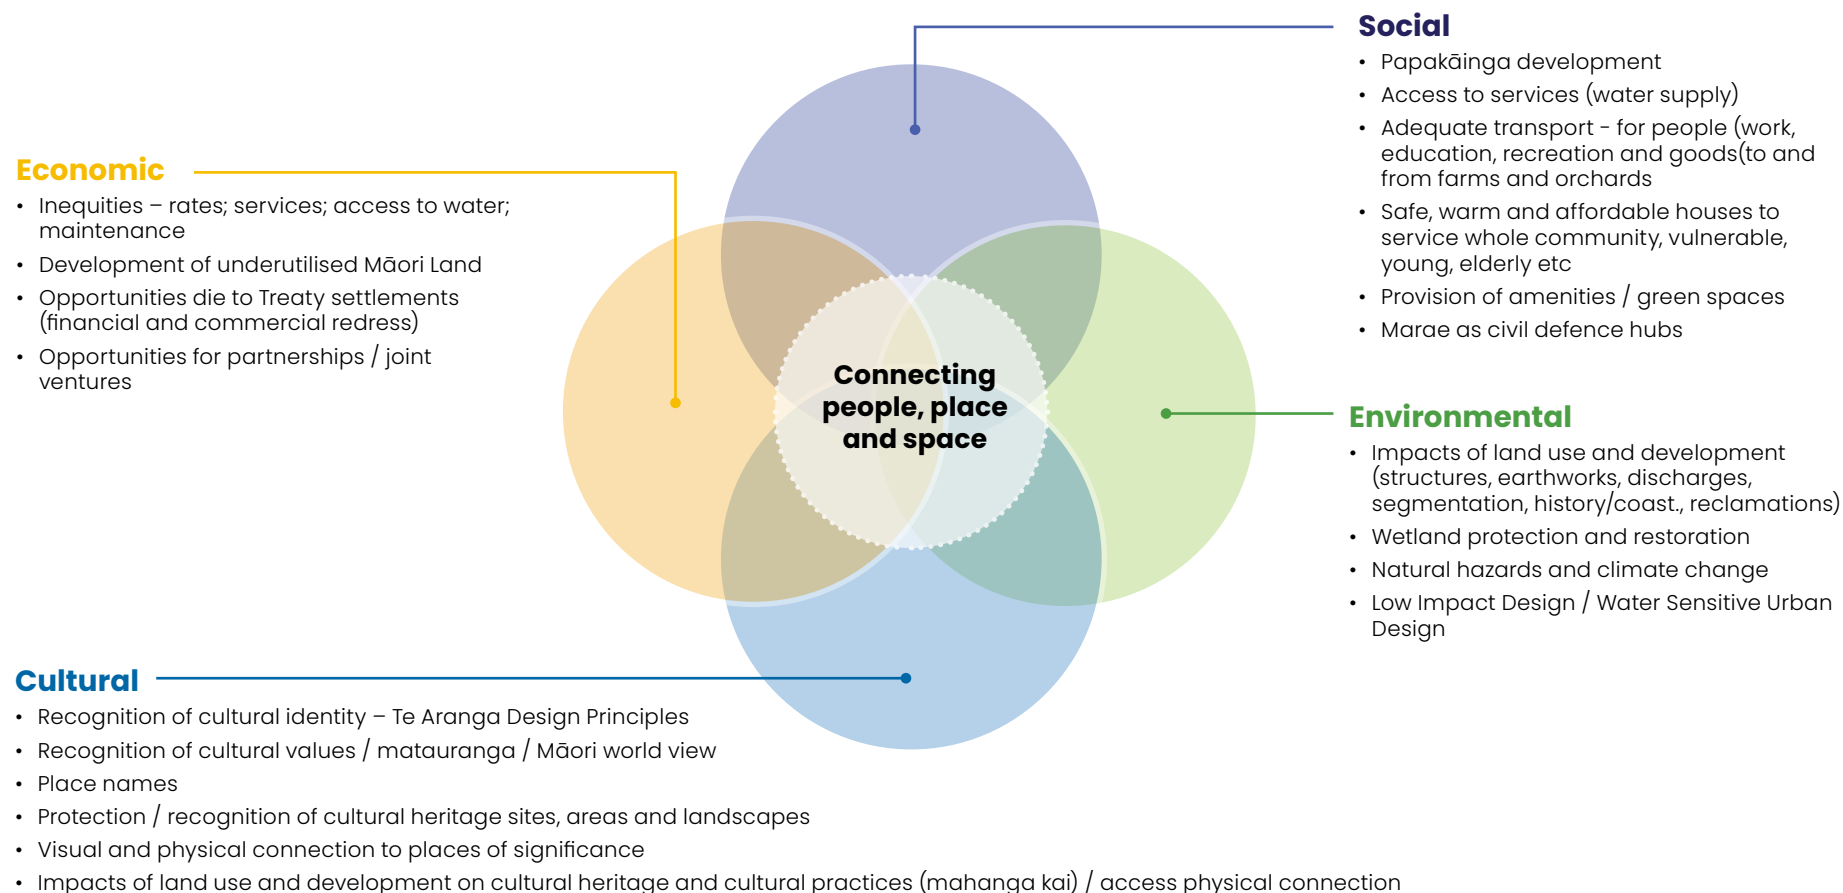 Social
• Papakāinga development
• Access to services (water supply)
• Adequate transport - for people (work,
education, recreation and goods(to and
from farms and orchards
• Safe, warm and affordable houses to
service whole community, vulnerable,
young, elderly etc
• Provision of amenities / green spaces
• Marae as civil defence hubs
Economic
• Inequities – rates; services; access to water;
maintenance
• Development of underutilised Māori Land
• Opportunities die to Treaty settlements
(financial and commercial redress)
• Opportunities for partnerships / joint
ventures
Connecting
people, place
and space
Environmental
• Impacts of land use and development
(structures, earthworks, discharges,
segmentation, history/coast., reclamations)
• Wetland protection and restoration
• Natural hazards and climate change
• Low Impact Design / Water Sensitive Urban
Design
Cultural
• Recognition of cultural identity – Te Aranga Design Principles
• Recognition of cultural values / matauranga / Māori world view
• Place names
• Protection / recognition of cultural heritage sites, areas and landscapes
• Visual and physical connection to places of significance
• Impacts of land use and development on cultural heritage and cultural practices (mahanga kai) / access physical connection